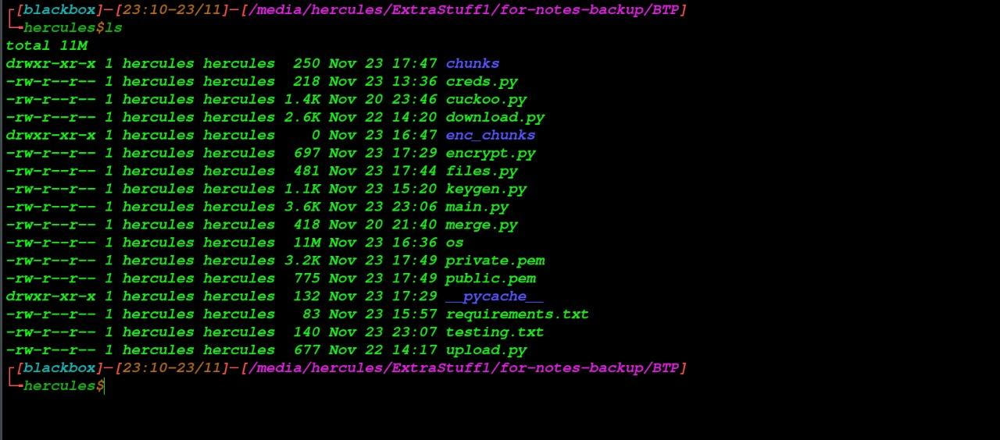 ┌[blackbox]─[23:10-23/11]─[/media/hercules/ExtraStuff1/for-notes-backup/BTP]
└╼hercules$ls
total 11M
drwxr-xr-x 1 hercules hercules  250 Nov 23 17:47 chunks
-rw-r--r-- 1 hercules hercules  218 Nov 23 13:36 creds.py
-rw-r--r-- 1 hercules hercules 1.4K Nov 20 23:46 cuckoo.py
-rw-r--r-- 1 hercules hercules 2.6K Nov 22 14:20 download.py
drwxr-xr-x 1 hercules hercules    0 Nov 23 16:47 enc_chunks
-rw-r--r-- 1 hercules hercules  697 Nov 23 17:29 encrypt.py
-rw-r--r-- 1 hercules hercules  481 Nov 23 17:44 files.py
-rw-r--r-- 1 hercules hercules 1.1K Nov 23 15:20 keygen.py
-rw-r--r-- 1 hercules hercules 3.6K Nov 23 23:06 main.py
-rw-r--r-- 1 hercules hercules  418 Nov 20 21:40 merge.py
-rw-r--r-- 1 hercules hercules  11M Nov 23 16:36 os
-rw-r--r-- 1 hercules hercules 3.2K Nov 23 17:49 private.pem
-rw-r--r-- 1 hercules hercules  775 Nov 23 17:49 public.pem
drwxr-xr-x 1 hercules hercules  132 Nov 23 17:29 __pycache__
-rw-r--r-- 1 hercules hercules   83 Nov 23 15:57 requirements.txt
-rw-r--r-- 1 hercules hercules  140 Nov 23 23:07 testing.txt
-rw-r--r-- 1 hercules hercules  677 Nov 22 14:17 upload.py
┌[blackbox]─[23:10-23/11]─[/media/hercules/ExtraStuff1/for-notes-backup/BTP]
└╼hercules$